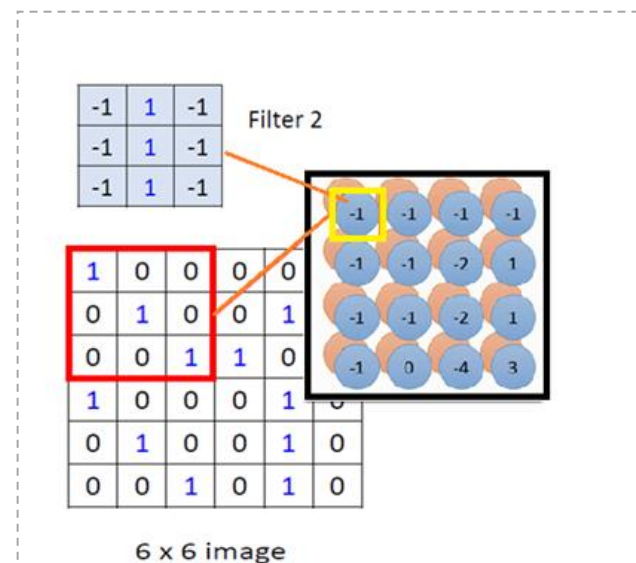 -1 1 -1
-1 1 -1
-1 1 -1
Filter 2
-1 -1 -1 -1
-1 -1 -2 1
-1 -1 -2 1
-1 0 -4 3
1 0 0 0 0
0 1 0 0 1
0 0 1 1 0
1 0 0 0 1 0
0 1 0 0 1 0
0 0 1 0 1 0
6 x 6 image